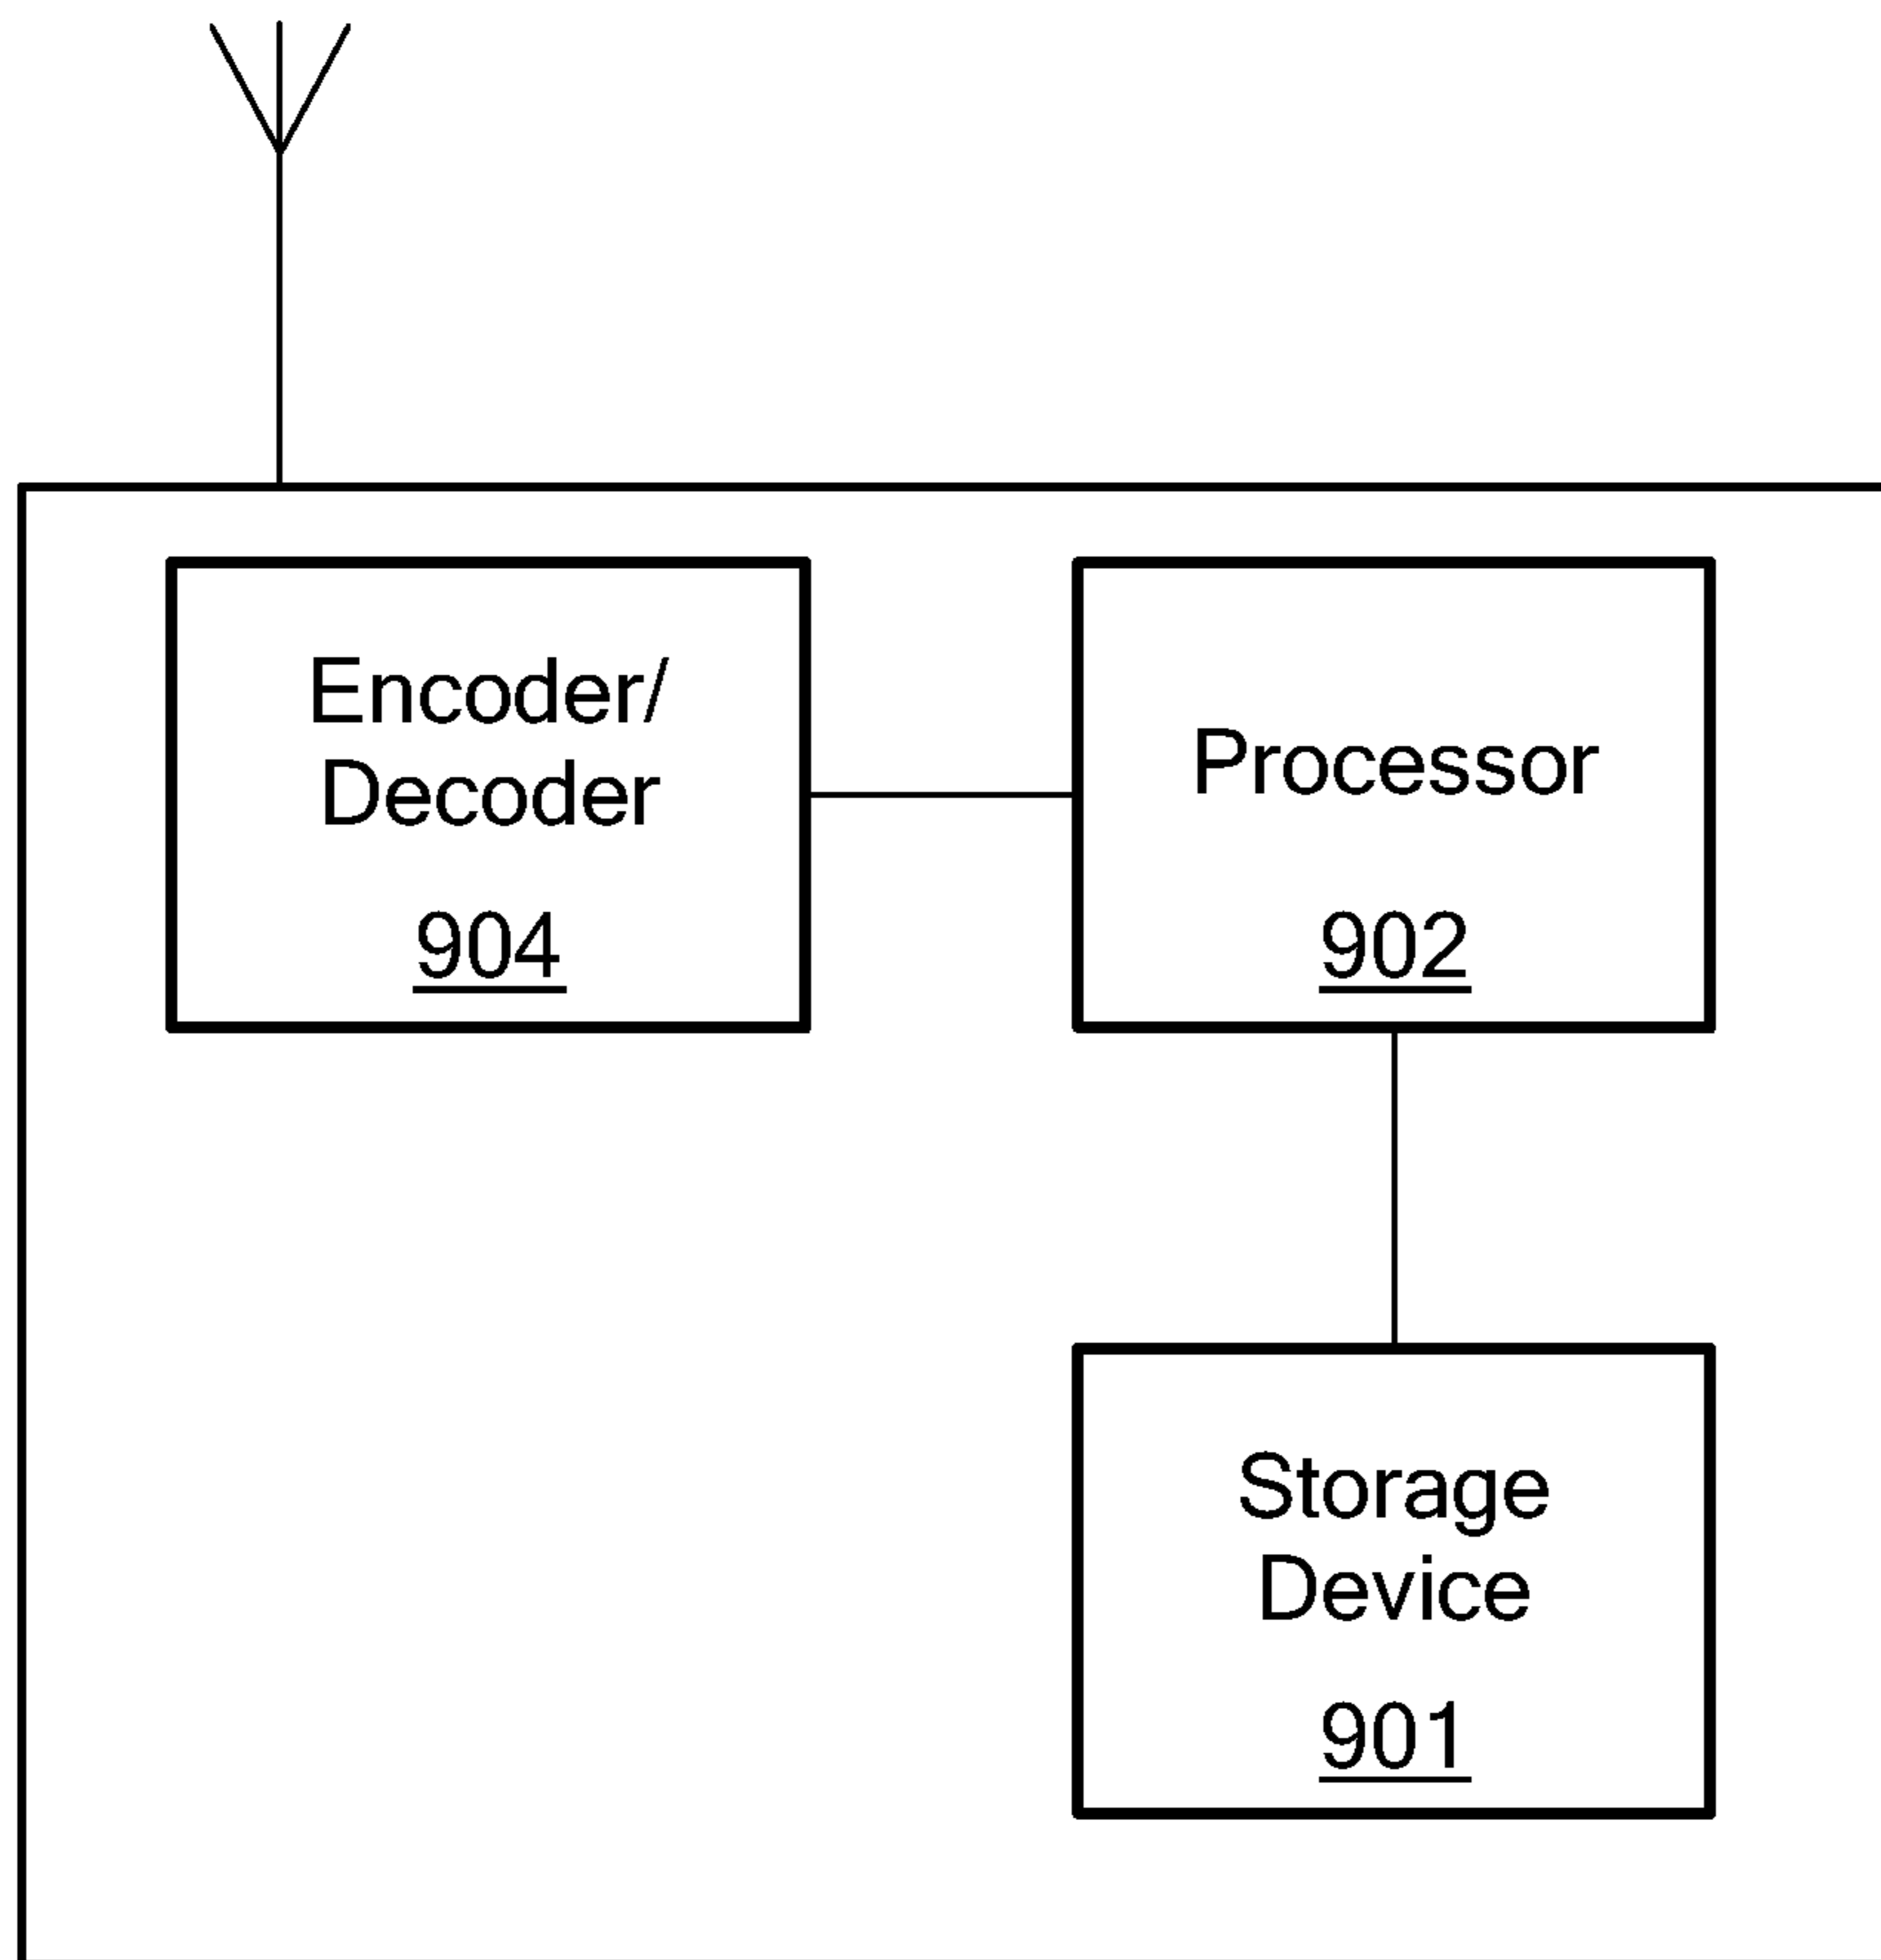 Encoder/
Decoder
904
Processor
902
Storage
Device
901